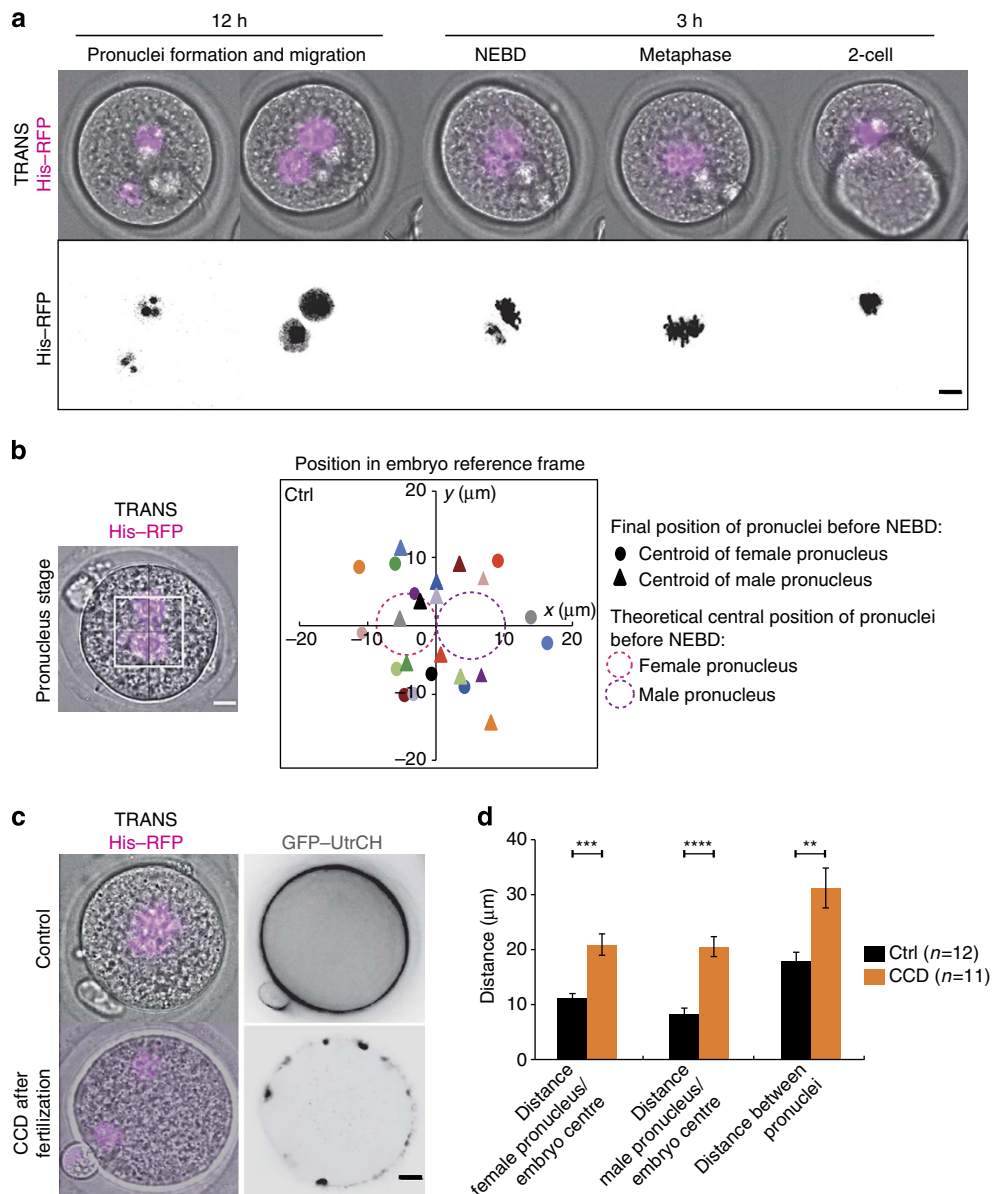 a
12 h
3 h
Pronuclei formation and migration
NEBD
Metaphase
2-cell
TRANS
His–RFP
His–RFP
b
TRANS
His–RFP
Pronucleus stage
Position in embryo reference frame
Ctrl
20
y (μm)
10
x (μm)
–20
–10
0
10
20
–10
–20
Final position of pronuclei before NEBD:
Centroid of female pronucleus
Centroid of male pronucleus
Theoretical central position of pronuclei
before NEBD:
Female pronucleus
Male pronucleus
c
TRANS
His–RFP
GFP–UtrCH
Control
CCD after
fertilization
d
40
30
20
10
0
Distance (μm)
***
****
**
Ctrl (n=12)
CCD (n=11)
Distance
female pronucleus/
embryo centre
Distance
male pronucleus/
embryo centre
Distance between
pronuclei